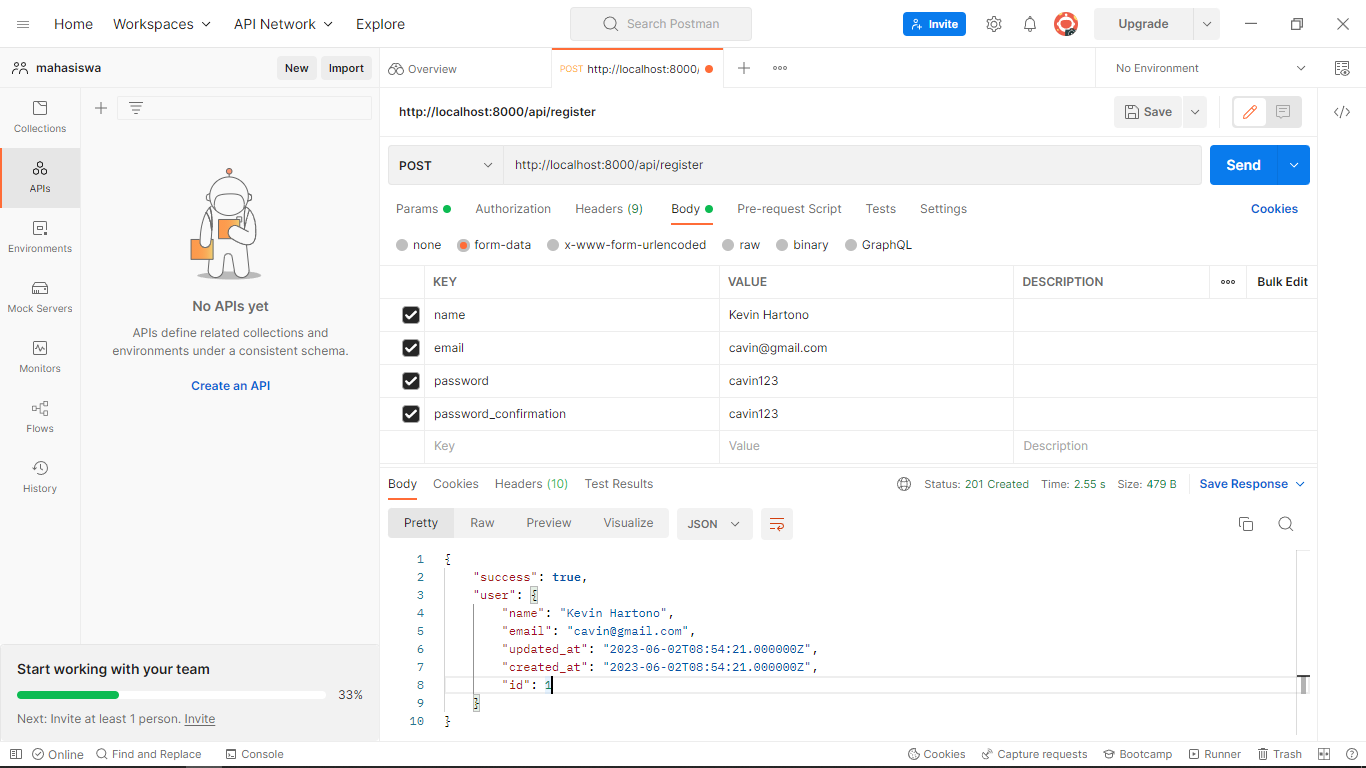 Home Workspaces API Network Explore Search Postman Invite Upgrade
mahasiswa New Import Overview POST http://localhost:8000/ No Environment
Collections
APIs
Environments
Mock Servers
Monitors
Flows
History
No APIs yet
APIs define related collections and
environments under a consistent schema.
Create an API
Start working with your team
33%
Next: Invite at least 1 person. Invite
http://localhost:8000/api/register Save
POST http://localhost:8000/api/register Send
Params Authorization Headers (9) Body Pre-request Script Tests Settings Cookies
none form-data x-www-form-urlencoded raw binary GraphQL
KEY VALUE DESCRIPTION Bulk Edit
name Kevin Hartono
email cavin@gmail.com
password cavin123
password_confirmation cavin123
Key Value Description
Body Cookies Headers (10) Test Results Status: 201 Created Time: 2.55 s Size: 479 B Save Response
Pretty Raw Preview Visualize JSON
1 {
2 "success": true,
3 "user": {
4 "name": "Kevin Hartono",
5 "email": "cavin@gmail.com",
6 "updated_at": "2023-06-02T08:54:21.000000Z",
7 "created_at": "2023-06-02T08:54:21.000000Z",
8 "id": 1
9 }
10 }
Online Find and Replace Console Cookies Capture requests Bootcamp Runner Trash